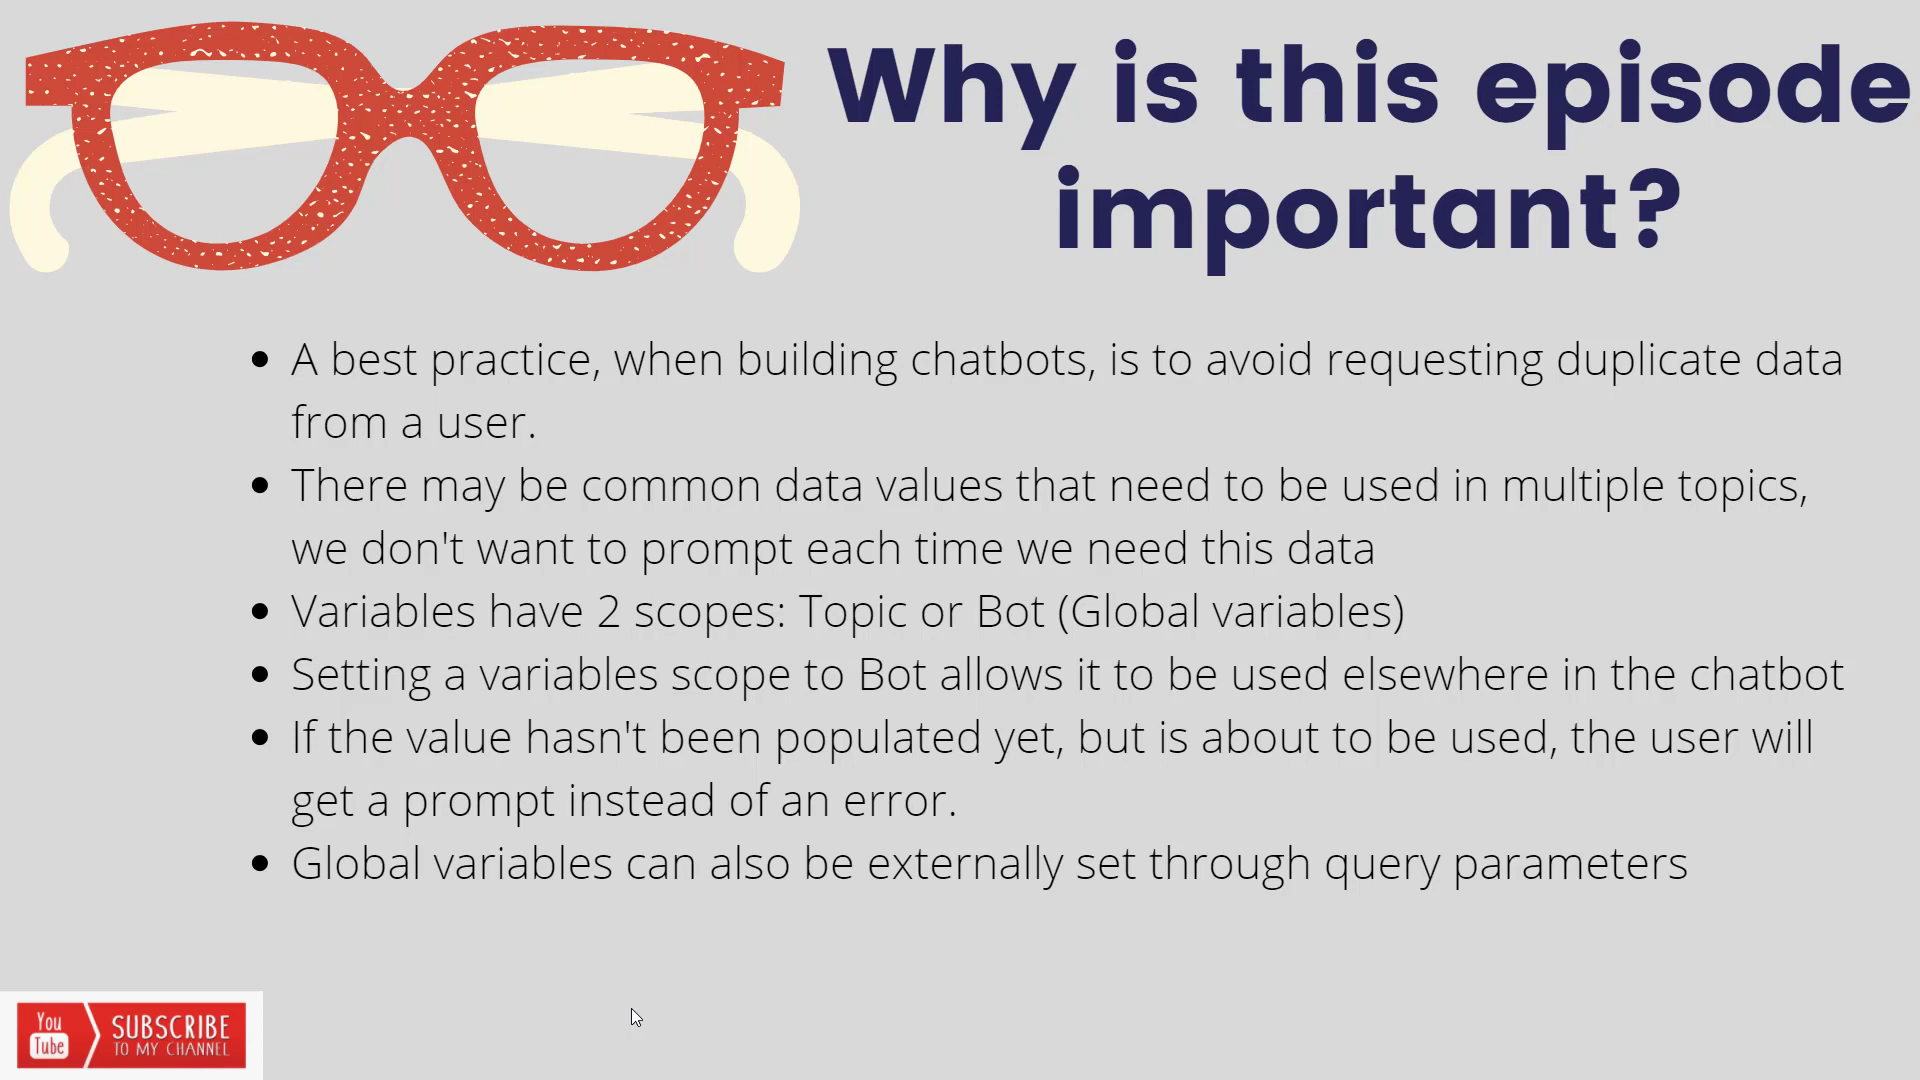 Why is this episode
important?
• A best practice, when building chatbots, is to avoid requesting duplicate data
from a user.
• There may be common data values that need to be used in multiple topics,
we don't want to prompt each time we need this data
• Variables have 2 scopes: Topic or Bot (Global variables)
• Setting a variables scope to Bot allows it to be used elsewhere in the chatbot
• If the value hasn't been populated yet, but is about to be used, the user will
get a prompt instead of an error.
• Global variables can also be externally set through query parameters
You
Tube
SUBSCRIBE
TO MY CHANNEL